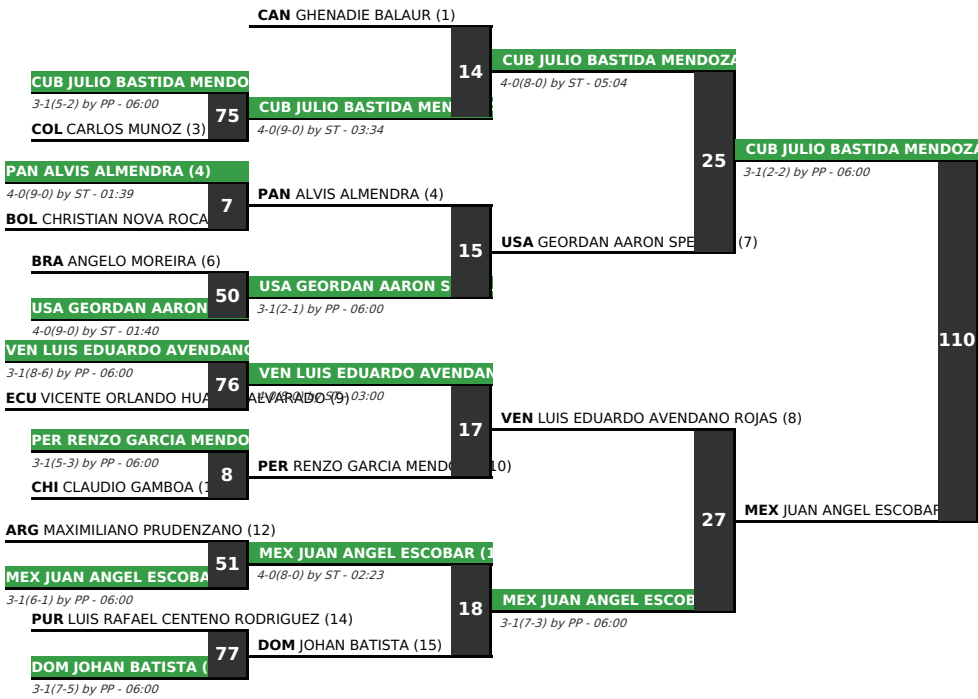 CAN GHENADIE BALAUR (1)
CUB JULIO BASTIDA MENDO
3-1(5-2) by PP - 06:00
COL CARLOS MUNOZ (3)
75
14
CUB JULIO BASTIDA MEN
4-0(9-0) by ST - 03:34
CUB JULIO BASTIDA MENDOZA
4-0(8-0) by ST - 05:04
PAN ALVIS ALMENDRA (4)
4-0(9-0) by ST - 01:39
BOL CHRISTIAN NOVA ROCA
7
PAN ALVIS ALMENDRA (4)
25
CUB JULIO BASTIDA MENDOZA
3-1(2-2) by PP - 06:00
BRA ANGELO MOREIRA (6)
USA GEORDAN AARON
4-0(9-0) by ST - 01:40
50
15
USA GEORDAN AARON S
3-1(2-1) by PP - 06:00
USA GEORDAN AARON SPE (7)
VEN LUIS EDUARDO AVENDANO
3-1(8-6) by PP - 06:00
ECU VICENTE ORLANDO HUA ALVARADO (9)
76
VEN LUIS EDUARDO AVENDAN
4-0(8-0) by ST - 03:00
110
PER RENZO GARCIA MENDO
3-1(5-3) by PP - 06:00
CHI CLAUDIO GAMBOA (1
8
17
PER RENZO GARCIA MENDO 10)
VEN LUIS EDUARDO AVENDANO ROJAS (8)
ARG MAXIMILIANO PRUDENZANO (12)
MEX JUAN ANGEL ESCOBA
3-1(6-1) by PP - 06:00
51
MEX JUAN ANGEL ESCOBAR (1
4-0(8-0) by ST - 02:23
27
MEX JUAN ANGEL ESCOBAR
PUR LUIS RAFAEL CENTENO RODRIGUEZ (14)
DOM JOHAN BATISTA (
3-1(7-5) by PP - 06:00
77
18
DOM JOHAN BATISTA (15)
MEX JUAN ANGEL ESCOB
3-1(7-3) by PP - 06:00